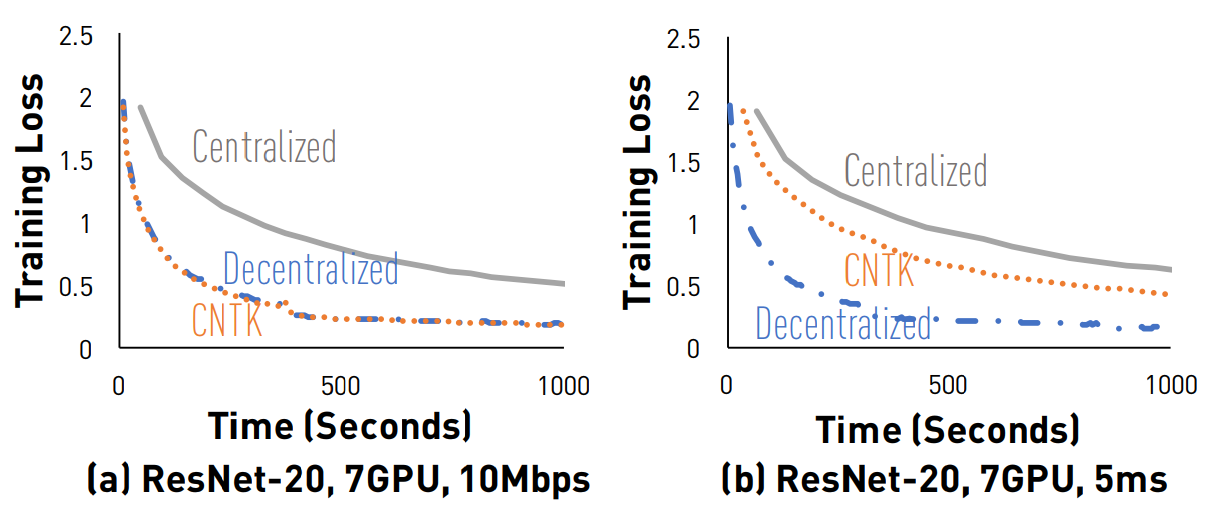 2.5
2
1.5
1
0.5
0
Training Loss
Centralized
Decentralized
CNTK
0
500
1000
Time (Seconds)
(a) ResNet-20, 7GPU, 10Mbps
2.5
2
1.5
1
0.5
0
Training Loss
Centralized
CNTK
Decentralized
0
500
1000
Time (Seconds)
(b) ResNet-20, 7GPU, 5ms